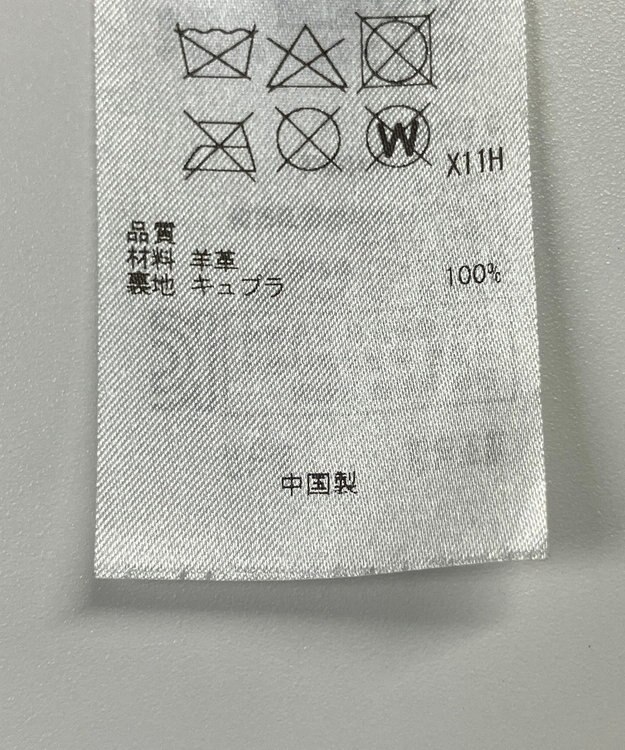 W
X11H
品質
材料 羊革
裏地 キュプラ 100%
中国製